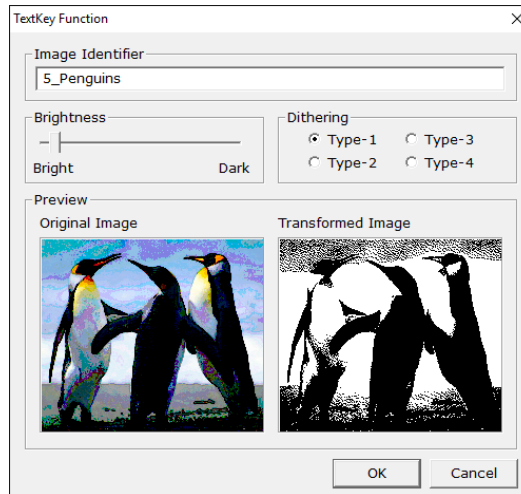 TextKey Function
Image Identifier
5_Penguins
Brightness
Bright Dark
Dithering
Type-1 Type-3
Type-2 Type-4
Preview
Original Image Transformed Image
OK Cancel